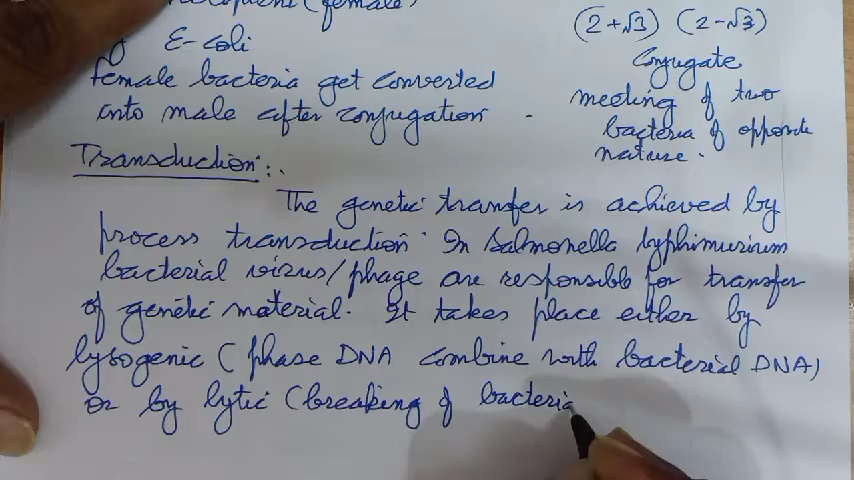 (female)
(2+√3) (2-√3)
of E-coli
Conjugate
female bacteria get converted
into male after conjugation -
meeting of two
bacteria of opposite
nature.
Transduction:.
The genetic transfer is achieved by
process transduction. In Salmonella typhimurium
bacterial virus/phage are responsible for transfer
of genetic material. It takes place either by
lysogenic (phase DNA combine with bacterial DNA)
or by lytic (breaking of bacteria